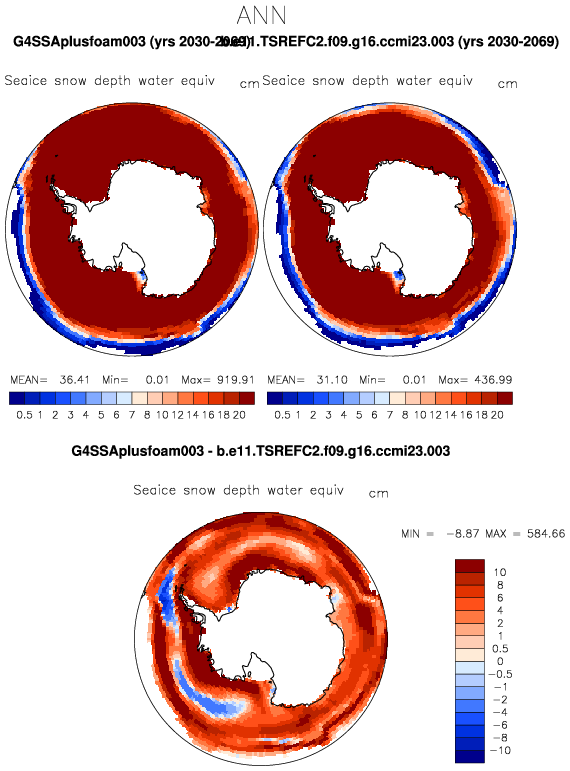 ANN
G4SSAplusfoam003 (yrs 2030-2069) b.e11.TSREFC2.f09.g16.ccmi23.003 (yrs 2030-2069)
Seaice snow depth water equiv cm Seaice snow depth water equiv cm
MEAN= 36.41 Min= 0.01 Max= 919.91 MEAN= 31.10 Min= 0.01 Max= 436.99
0.5 1 2 3 4 5 6 7 8 10 12 14 16 18 20 0.5 1 2 3 4 5 6 7 8 10 12 14 16 18 20
G4SSAplusfoam003 - b.e11.TSREFC2.f09.g16.ccmi23.003
Seaice snow depth water equiv cm
MIN = -8.87 MAX = 584.66
10
8
6
4
2
1
0.5
0
-0.5
-1
-2
-4
-6
-8
-10